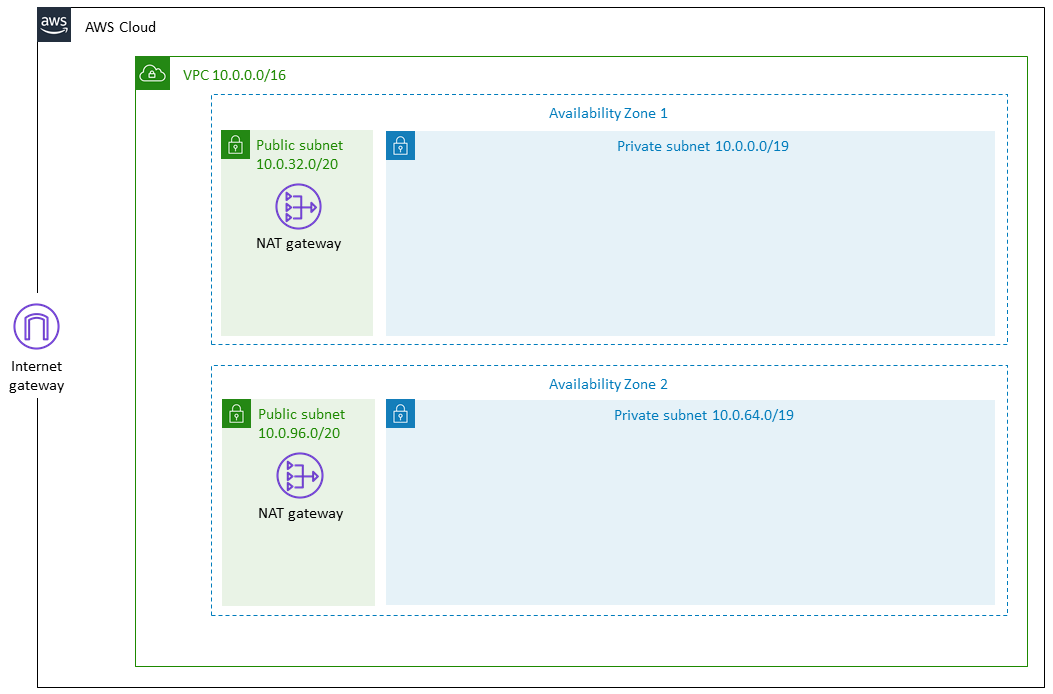 aws
AWS Cloud
VPC 10.0.0.0/16
Availability Zone 1
Public subnet
10.0.32.0/20
Private subnet 10.0.0.0/19
NAT gateway
Internet
gateway
Availability Zone 2
Public subnet
10.0.96.0/20
Private subnet 10.0.64.0/19
NAT gateway